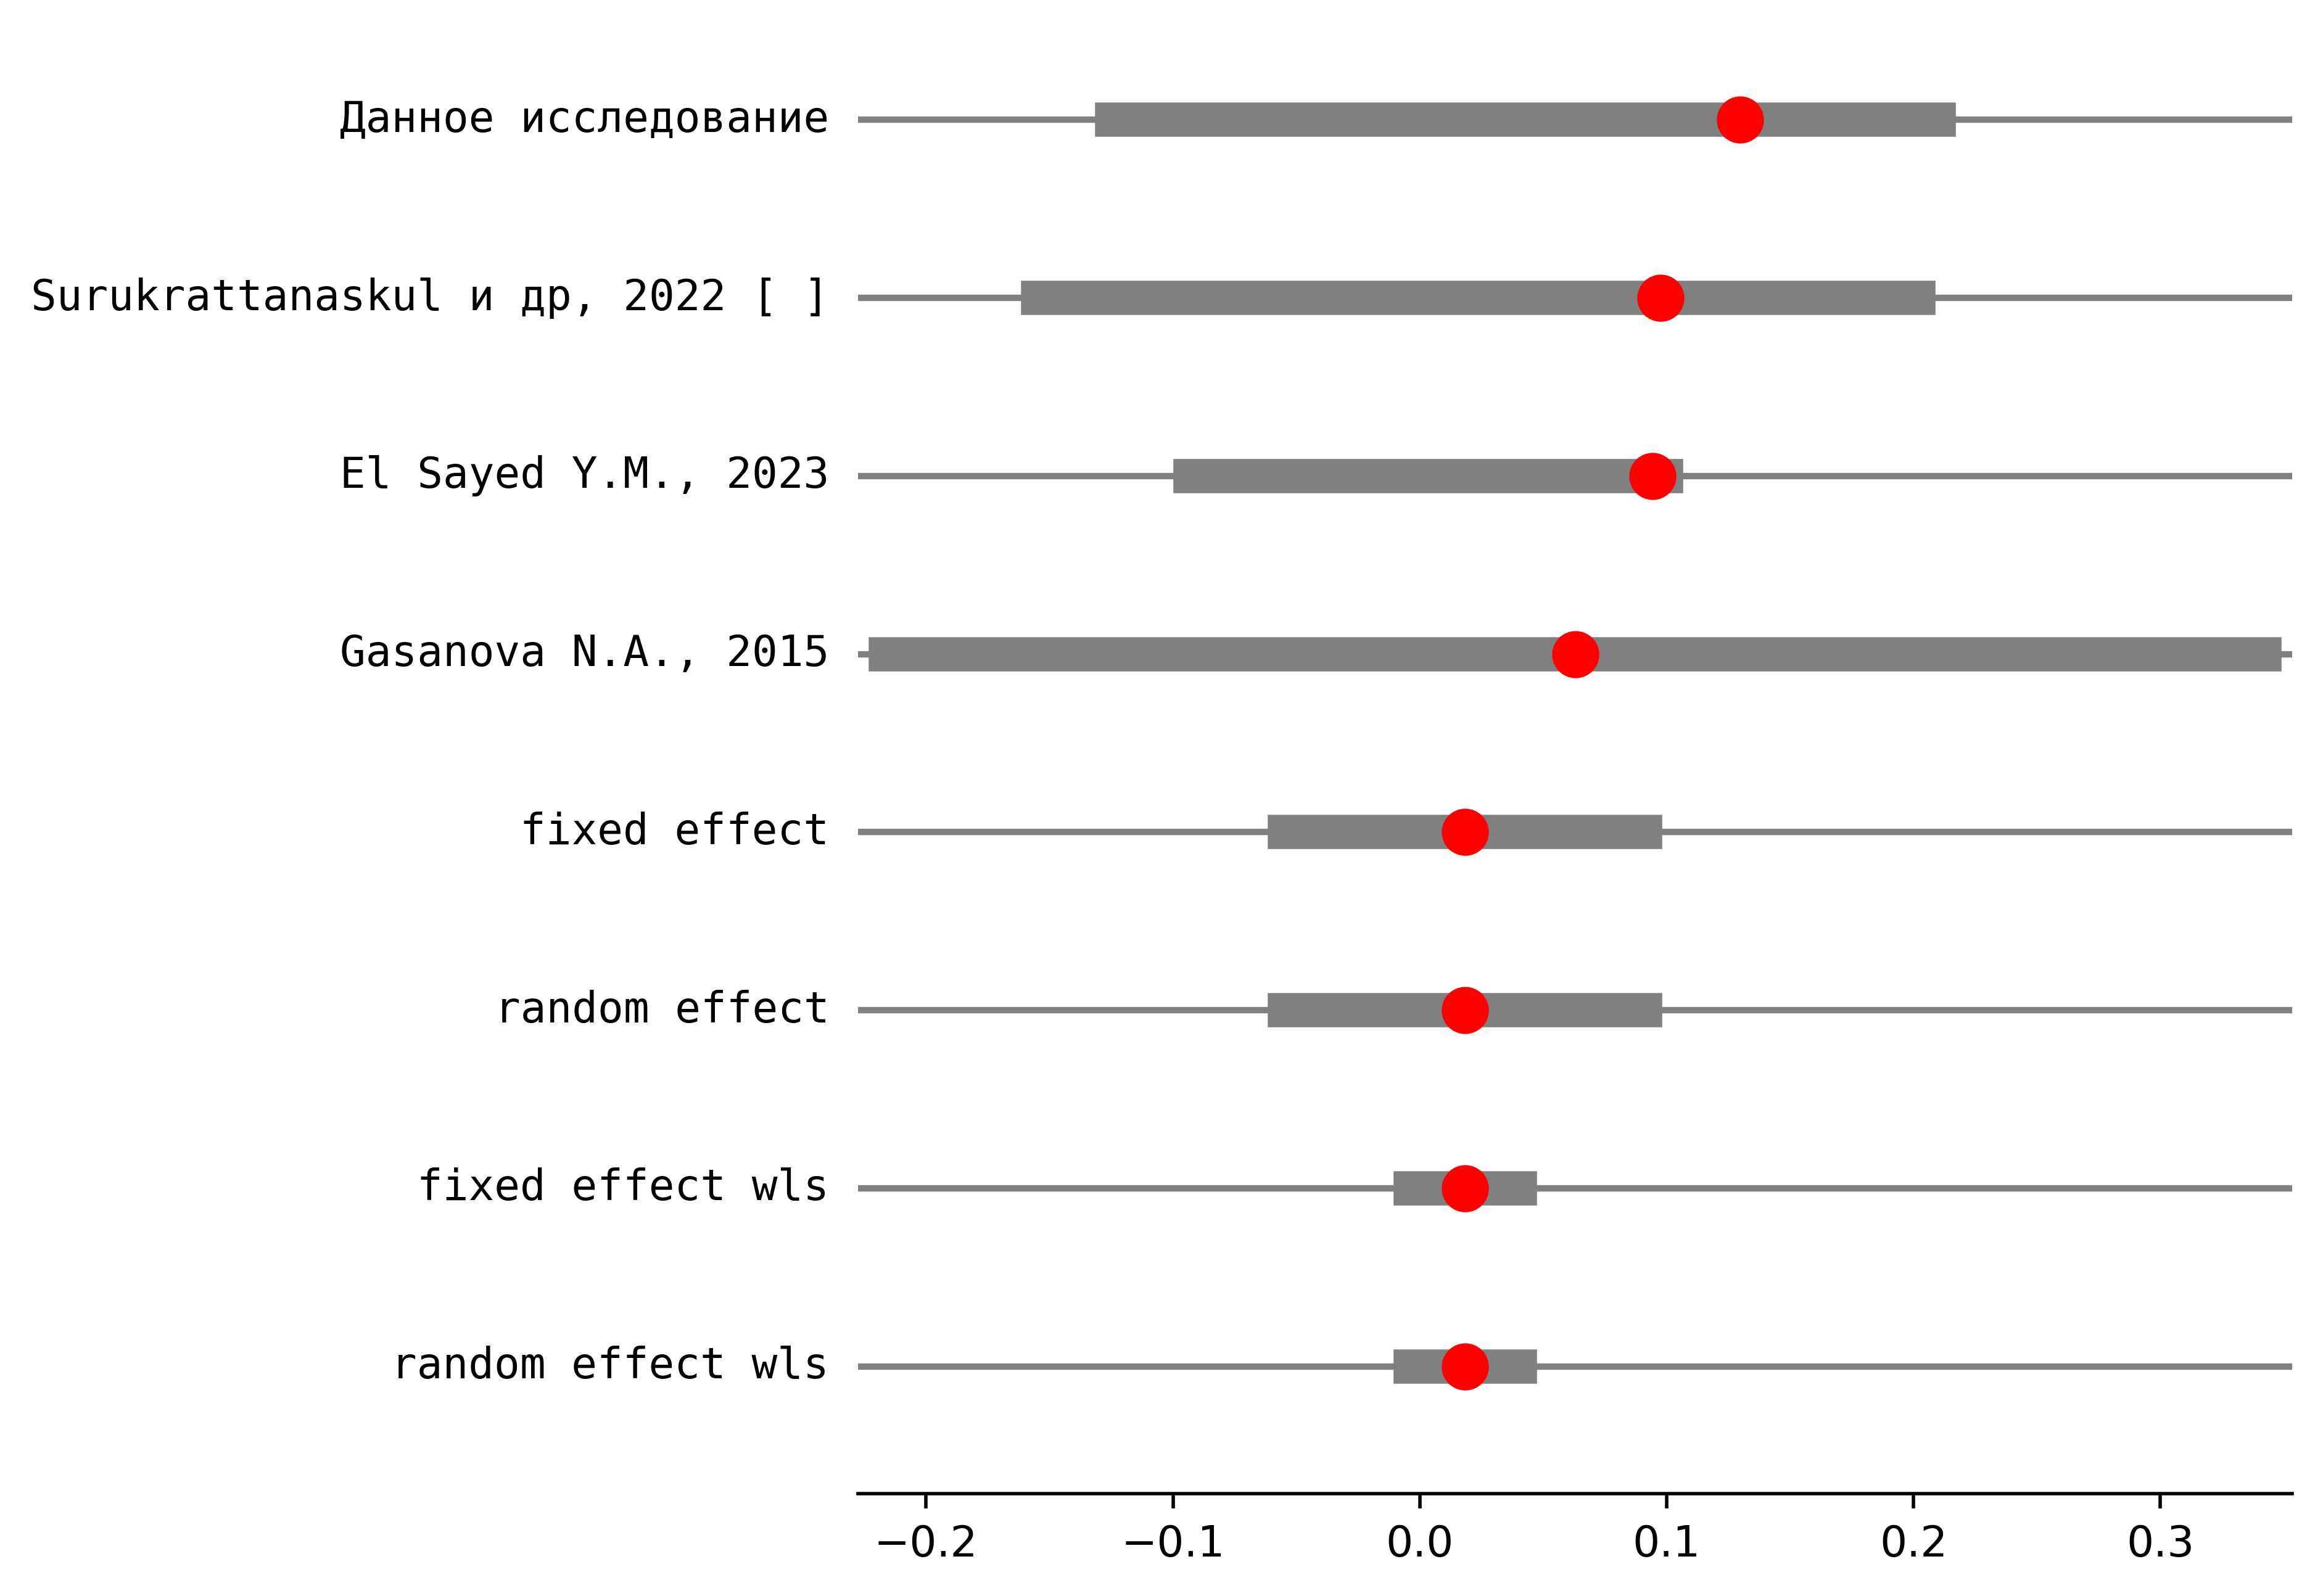 Данное исследование
Surukrattanaskul и др, 2022 [ ]
El Sayed Y.M., 2023
Gasanova N.A., 2015
fixed effect
random effect
fixed effect wls
random effect wls
−0.2 −0.1 0.0 0.1 0.2 0.3